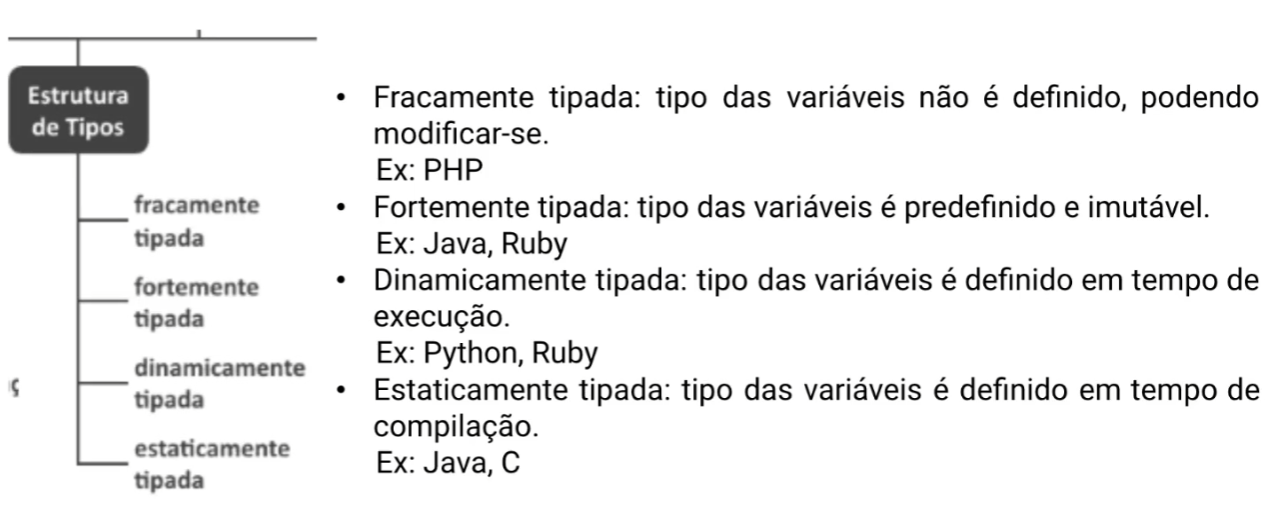 Estrutura
de Tipos
fracamente
tipada
fortemente
tipada
dinamicamente
tipada
estaticamente
tipada
ç
• Fracamente tipada: tipo das variáveis não é definido, podendo
modificar-se.
Ex: PHP
• Fortemente tipada: tipo das variáveis é predefinido e imutável.
Ex: Java, Ruby
• Dinamicamente tipada: tipo das variáveis é definido em tempo de
execução.
Ex: Python, Ruby
• Estaticamente tipada: tipo das variáveis é definido em tempo de
compilação.
Ex: Java, C